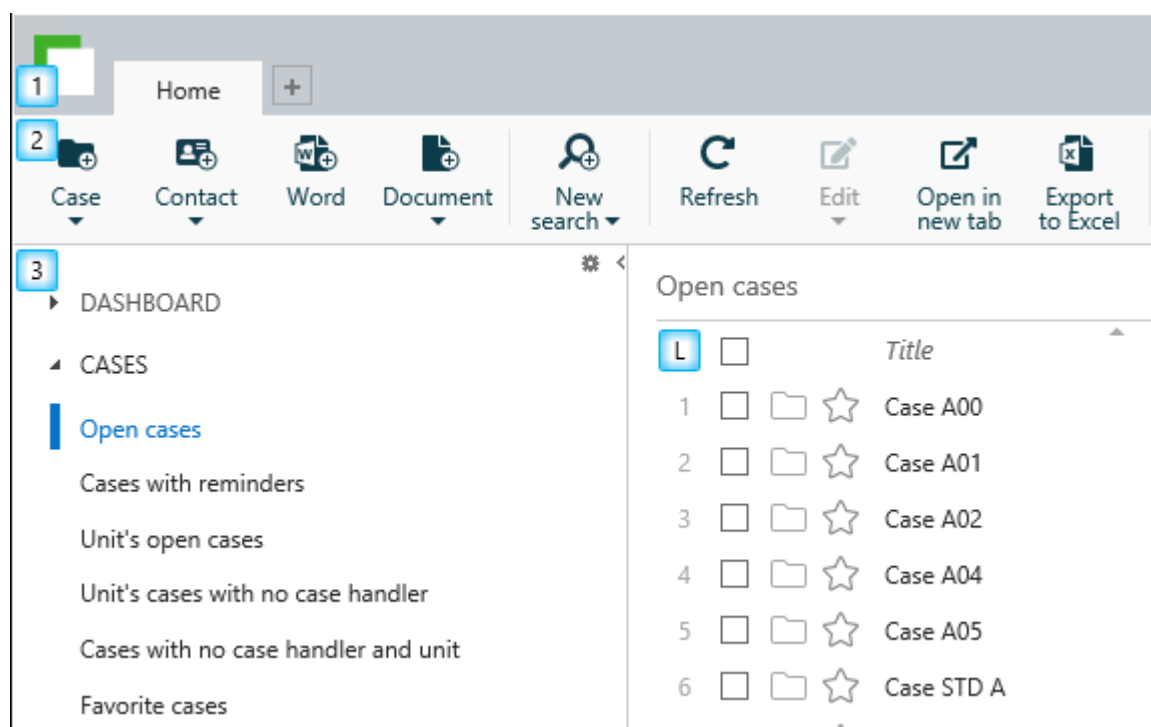 1
Home
2
Case
Contact
Word
Document
New
search
Refresh
Edit
Open in
new tab
Export
to Excel
3
DASHBOARD
CASES
Open cases
Cases with reminders
Unit's open cases
Unit's cases with no case handler
Cases with no case handler and unit
Favorite cases
Open cases
L Title
1 Case A00
2 Case A01
3 Case A02
4 Case A04
5 Case A05
6 Case STD A